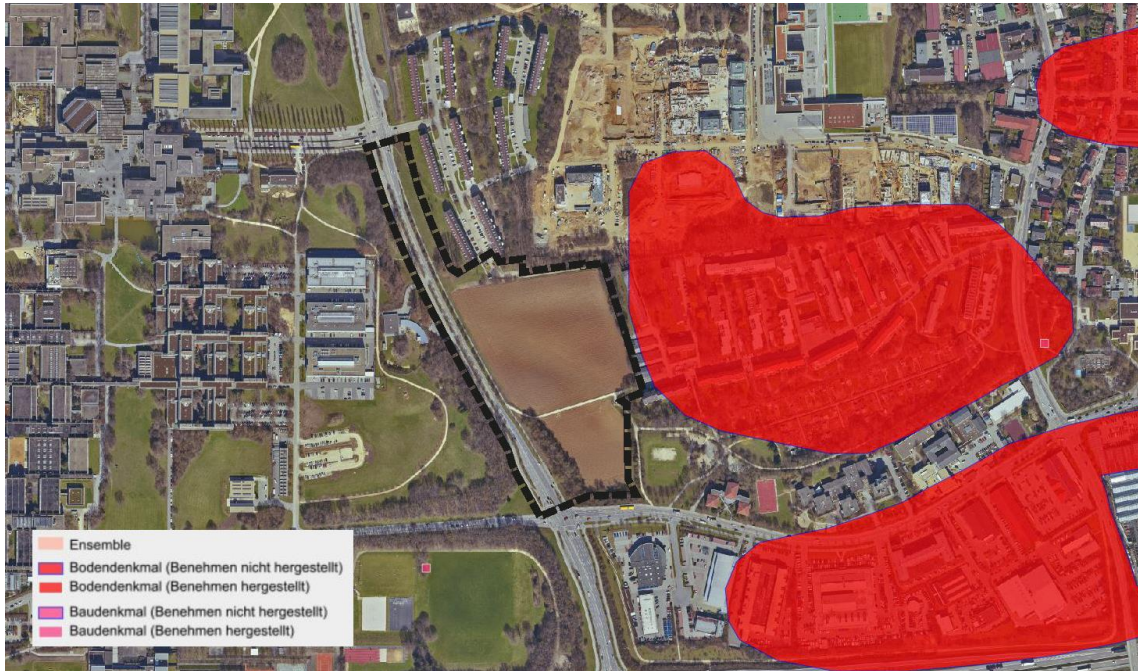 Ensemble
Bodendenkmal (Benehmen nicht hergestellt)
Bodendenkmal (Benehmen hergestellt)
Baudenkmal (Benehmen nicht hergestellt)
Baudenkmal (Benehmen hergestellt)